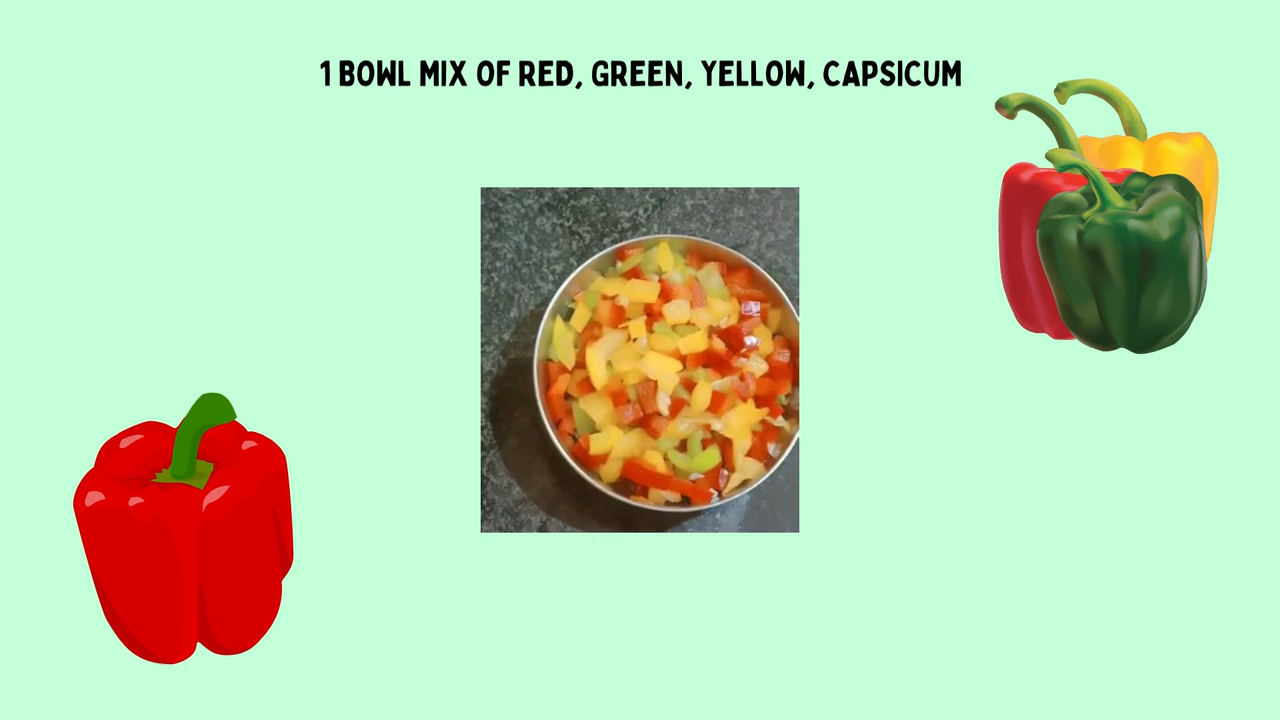 1 BOWL MIX OF RED, GREEN, YELLOW, CAPSICUM